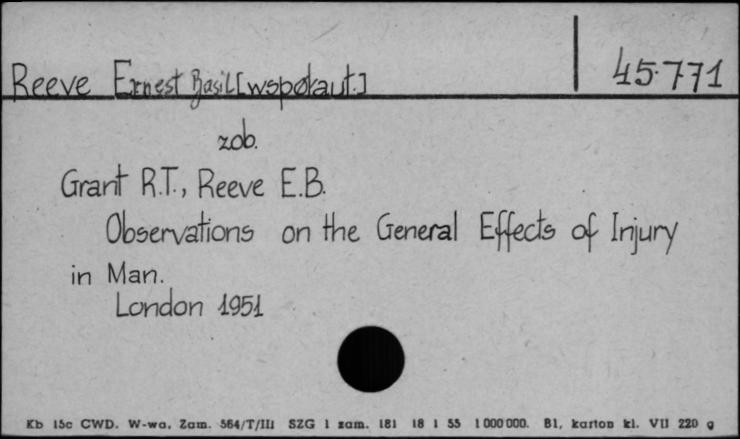 Reeve Ernest Basil [współaut.] 45.771
zob.
Grant R.T., Reeve E.B.
Observations on the General Effects of Injury
in Man.
London 1951
Kb 15c CWD. W-wa. Zam. 564/T/III SZG 1 zam. 181 18 1 55 1 000 000. B1, karton kl. VII 220 g